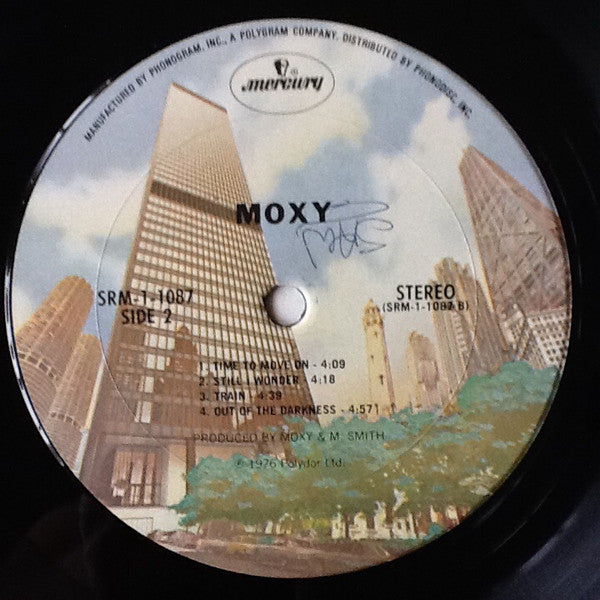 MANUFACTURED BY PHONOGRAM, INC., A POLYGRAM COMPANY. DISTRIBUTED BY PHONODISC, INC.
mercury ®
MOXY
SRM-1-1087
SIDE 2
STEREO
(SRM-1-1087 B)
1. TIME TO MOVE ON - 4:09
2. STILL I WONDER - 4:18
3. TRAIN - 4:39
4. OUT OF THE DARKNESS - 4:57
PRODUCED BY MOXY & M. SMITH
℗ 1976 Polydor Ltd.